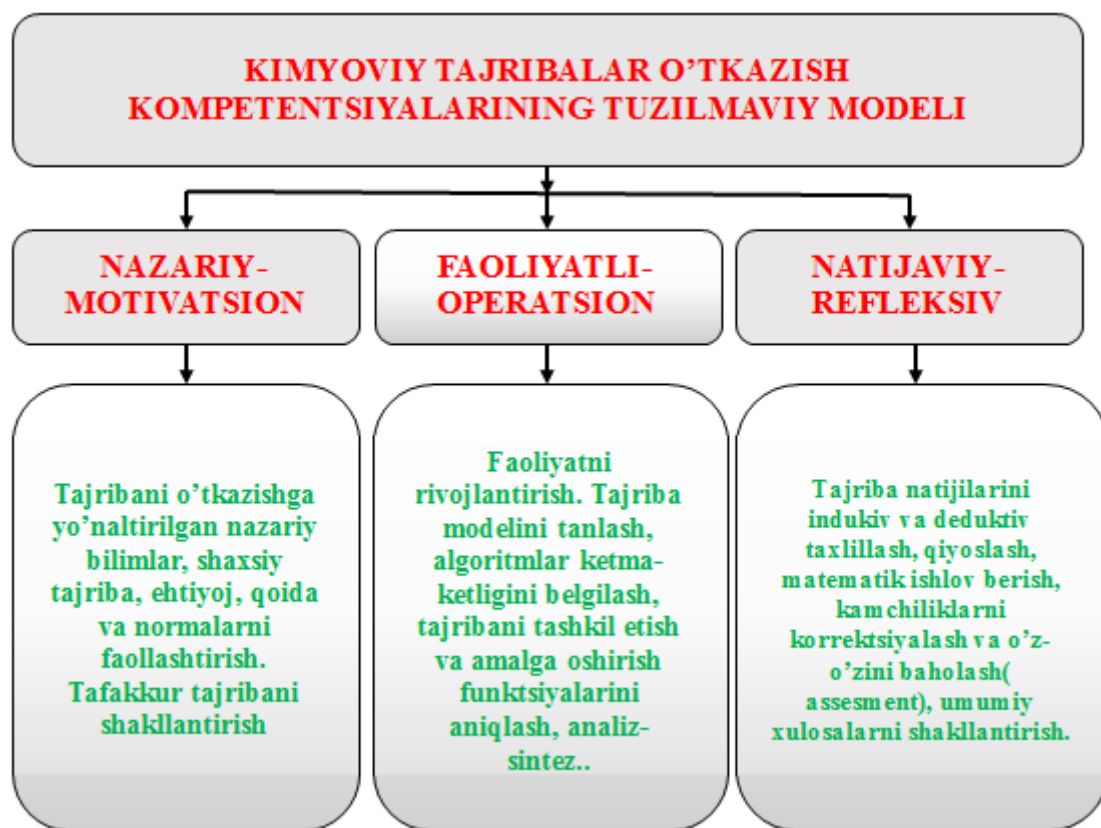 KIMYOVIY TAJRIBALAR O’TKAZISH
KOMPETENTSIYALARINING TUZILMAVIY MODELI
NAZARIY-
MOTIVATSION
FAOLIYATLI-
OPERATSION
NATIJAVIY-
REFLEKSIV
Tajribani o’tkazishga
yo’naltirilgan nazariy
bilimlar, shaxsiy
tajriba, ehtiyoj, qoida
va normalarni
faollashtirish.
Tafakkur tajribani
shakllantirish
Faoliyatni
rivojlantirish. Tajriba
modelini tanlash,
algoritmlar ketma-
ketligini belgilash,
tajribani tashkil etish
va amalga oshirish
funktsiyalarini
aniqlash, analiz-
sintez..
Tajriba natijilarini
indukiv va deduktiv
taxlillash, qiyoslash,
matematik ishlov berish,
kamchiliklarni
korrektsiyalash va o’z-
o’zini baholash(
assesment), umumiy
xulosalarni shakllantirish.